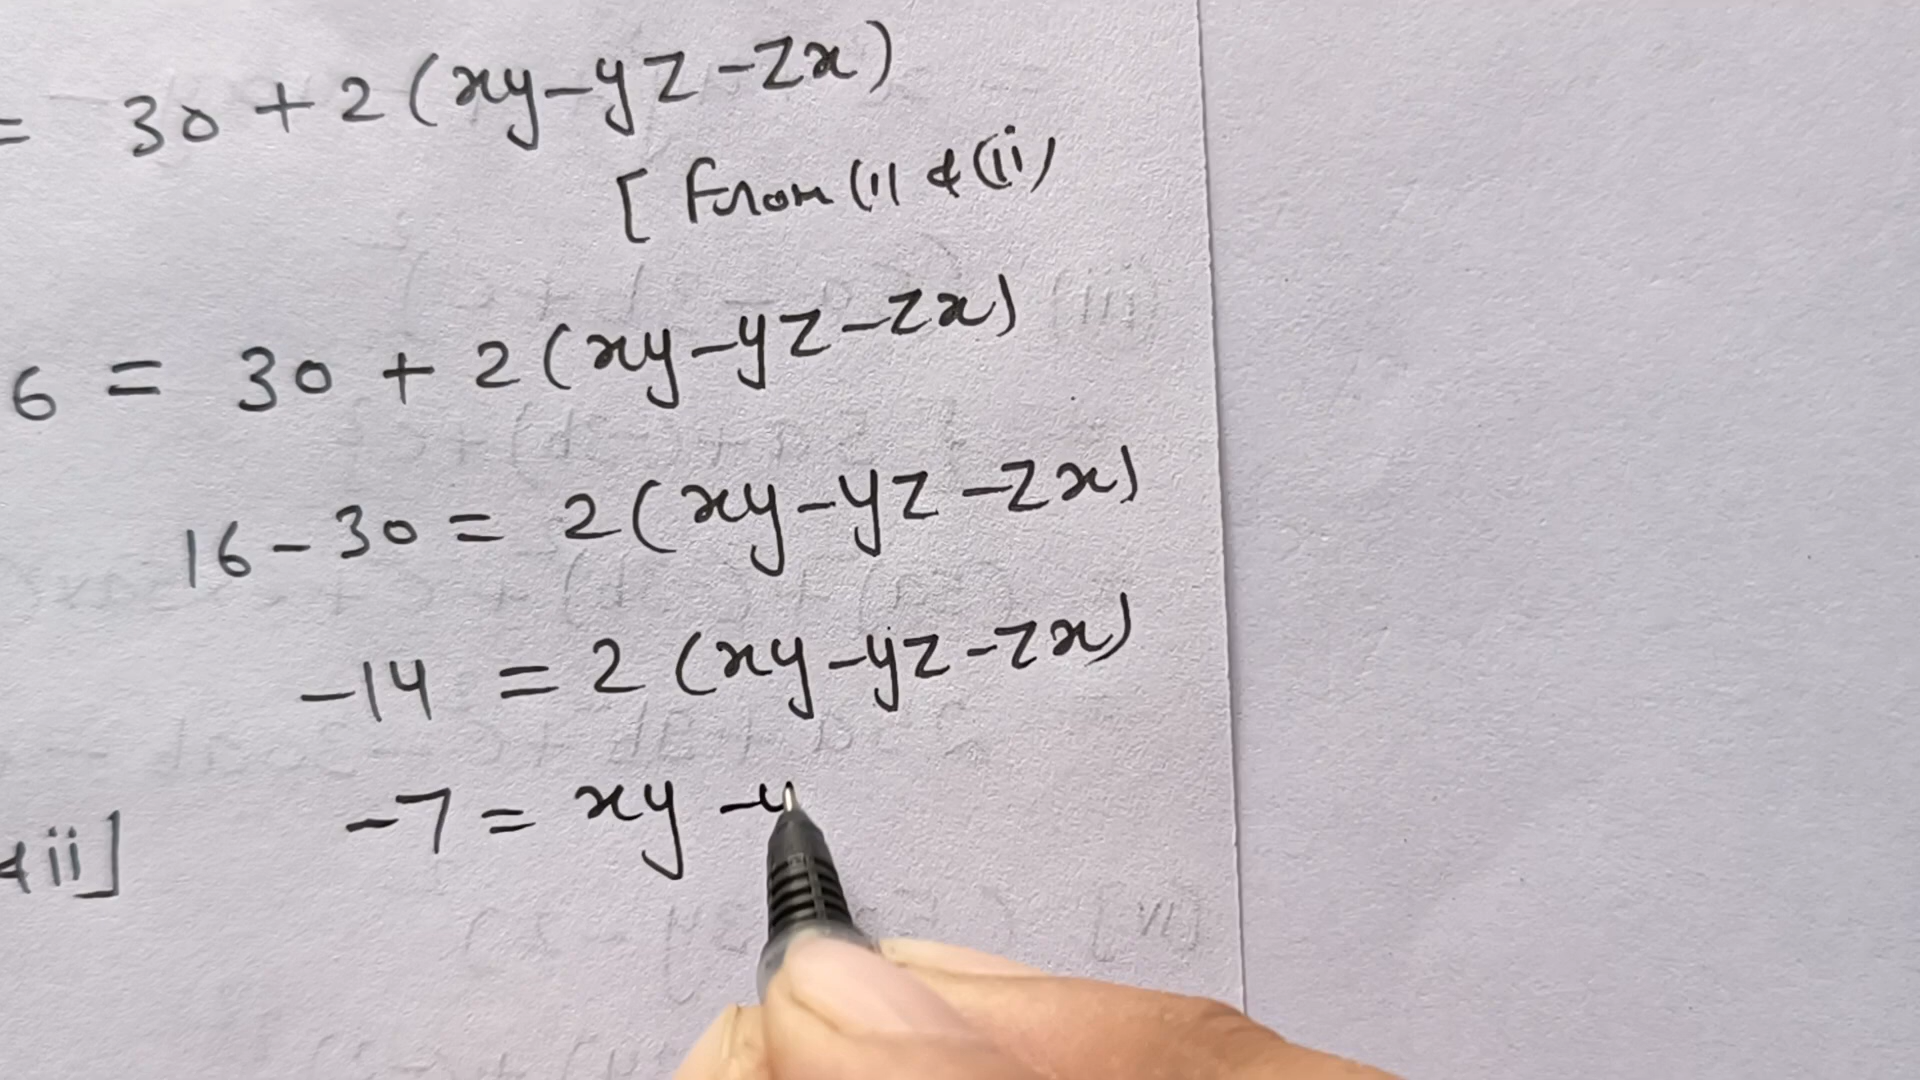 = 30 + 2 (xy - yz - zx)
[ From (i) & (ii)
6 = 30 + 2 (xy - yz - zx)
16 - 30 = 2 (xy - yz - zx)
-14 = 2 (xy - yz - zx)
-7 = xy - y
& ii]